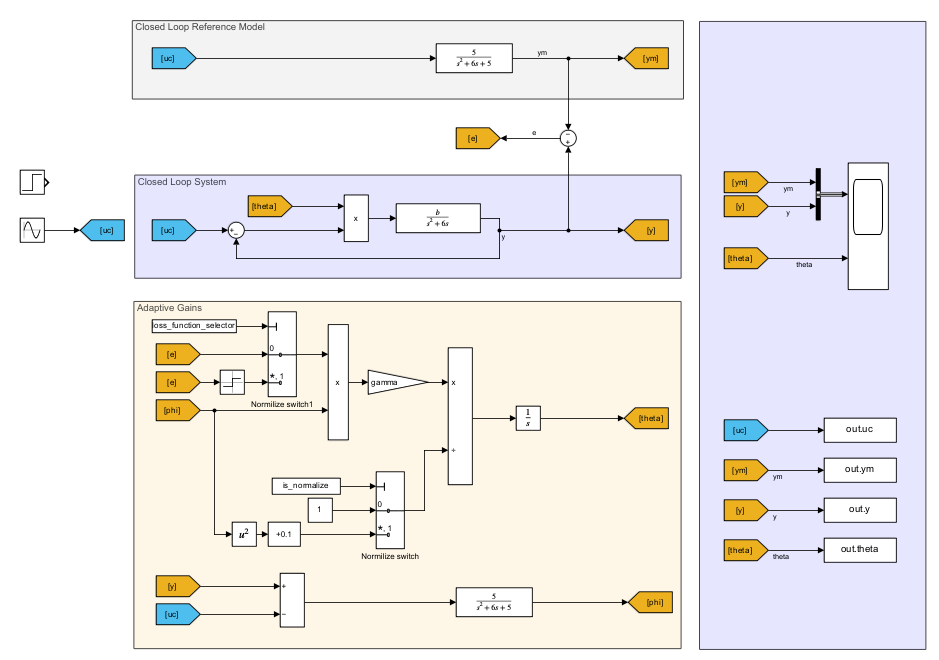 Closed Loop Reference Model
[uc]
5
s² + 6s + 5
ym
[ym]
[e]
e
−
+
Closed Loop System
[theta]
[uc]
+
−
x
b
s² + 6s
y
[y]
[uc]
Adaptive Gains
loss_function_selector
[e]
0
[e]
*, 1
Normilize switch1
[phi]
x
gamma
x
÷
1
s
[theta]
is_normalize
1
0
*, 1
Normilize switch
u²
+0.1
[y]
+
[uc]
−
5
s² + 6s + 5
[phi]
[ym]
ym
[y]
y
[theta]
theta
[uc]
out.uc
[ym]
ym
out.ym
[y]
y
out.y
[theta]
theta
out.theta